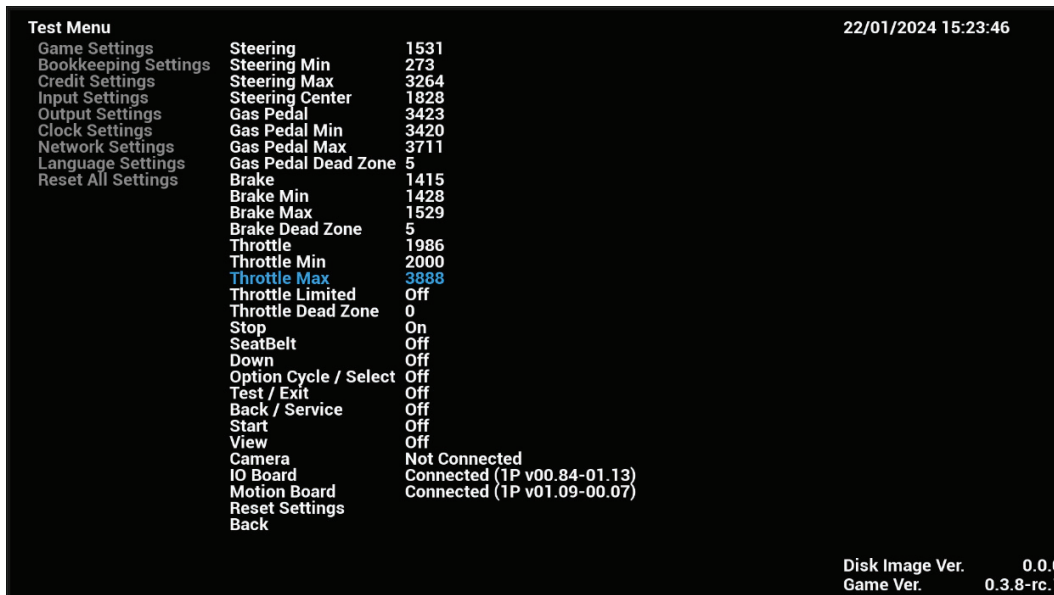 Test Menu 22/01/2024 15:23:46
Game Settings Steering 1531
Bookkeeping Settings Steering Min 273
Credit Settings Steering Max 3264
Input Settings Steering Center 1828
Output Settings Gas Pedal 3423
Clock Settings Gas Pedal Min 3420
Network Settings Gas Pedal Max 3711
Language Settings Gas Pedal Dead Zone 5
Reset All Settings Brake 1415
Brake Min 1428
Brake Max 1529
Brake Dead Zone 5
Throttle 1986
Throttle Min 2000
Throttle Max 3888
Throttle Limited Off
Throttle Dead Zone 0
Stop On
SeatBelt Off
Down Off
Option Cycle / Select Off
Test / Exit Off
Back / Service Off
Start Off
View Off
Camera Not Connected
IO Board Connected (1P v00.84-01.13)
Motion Board Connected (1P v01.09-00.07)
Reset Settings
Back
Disk Image Ver. 0.0.
Game Ver. 0.3.8-rc.